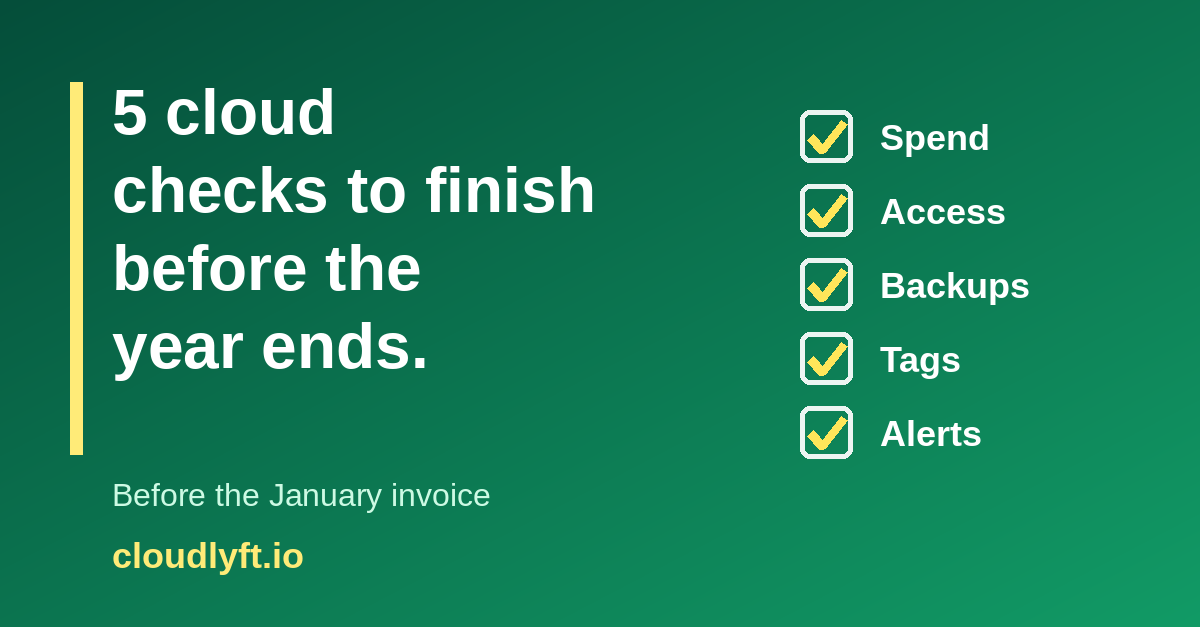 5 cloud
checks to finish
before the
year ends.
Before the January invoice
cloudlyft.io
Spend
Access
Backups
Tags
Alerts